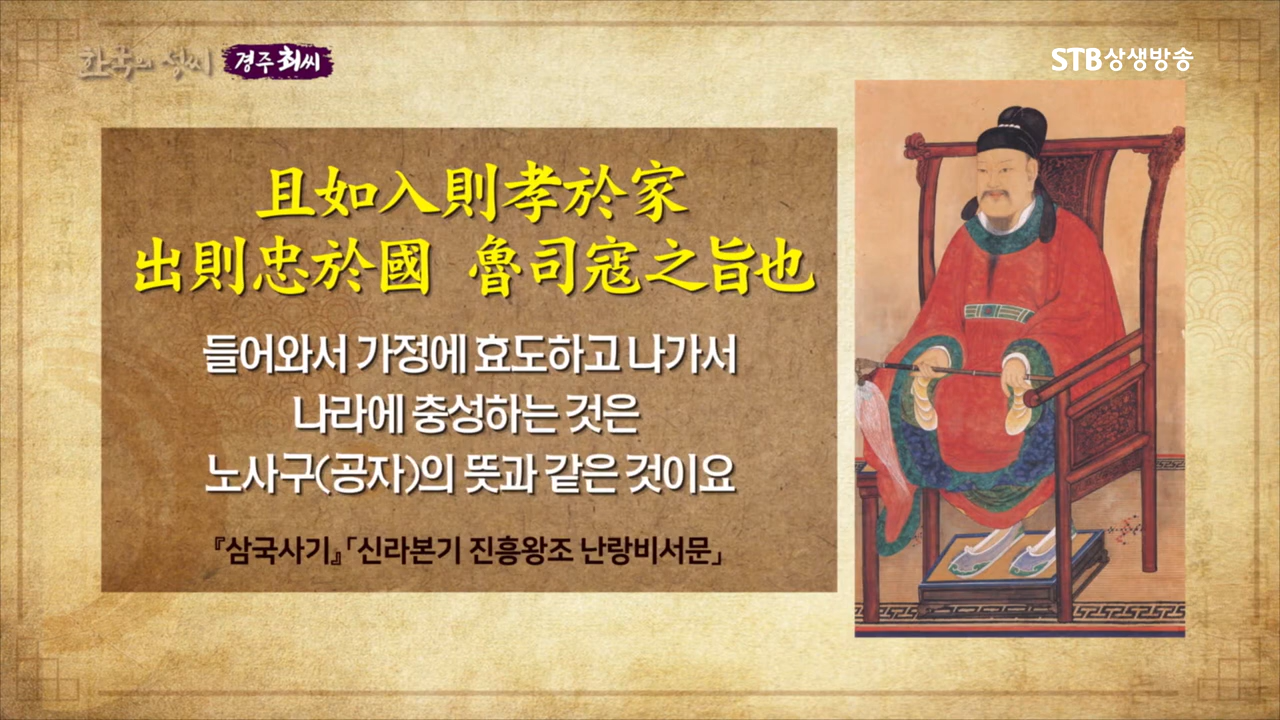 한국의 성씨 경주 최씨
STB상생방송
且如入則孝於家
出則忠於國 魯司寇之旨也
들어와서 가정에 효도하고 나가서
나라에 충성하는 것은
노사구(공자)의 뜻과 같은 것이요
『삼국사기』「신라본기 진흥왕조 난랑비서문」